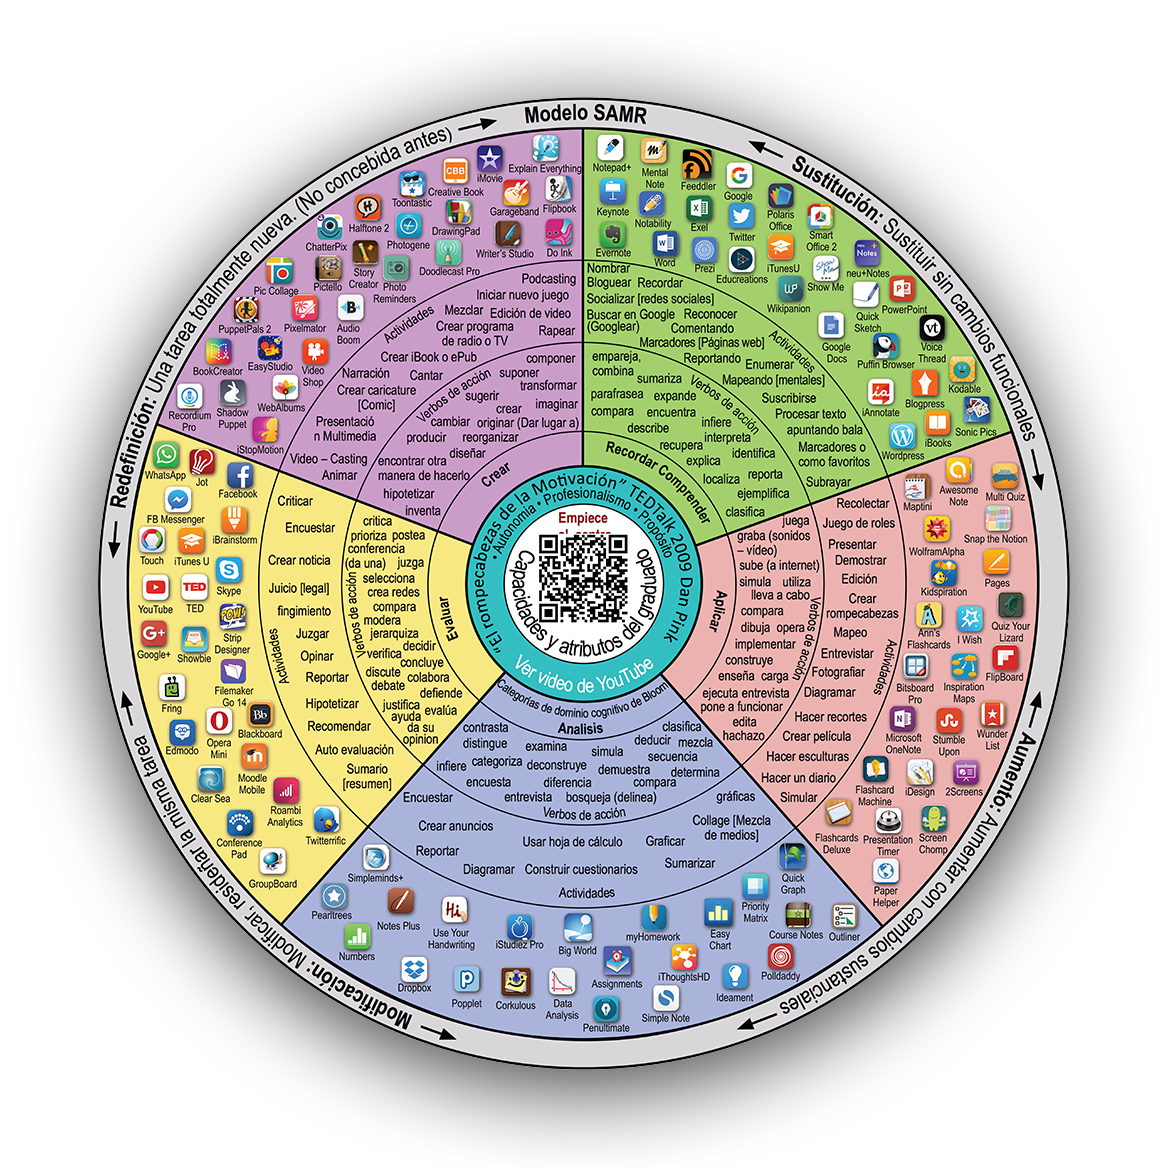 Modelo SAMR
Sustitución: Sustituir sin cambios funcionales
Aumento: Aumentar con cambios sustanciales
Modificación: Modificar, reside��ar la misma tarea
Redefinición: Una tarea totalmente nueva. (No concebida antes)
"El rompecabezas de la Motivación" TEDTalk 2009 Dan Pink
• Autonomía • Profesionalismo • Propósito
Ver video de YouTube
Capacidades y atributos del graduado
Empiece
Categorías de dominio cognitivo de Bloom
Recordar Comprender
Verbos de acción
empareja,
combina
sumariza
parafrasea expande
compara encuentra
describe
infiere
interpreta
recupera
identifica
explica
localiza reporta
ejemplifica
clasifica
Actividades
Nombrar
Bloguear Recordar
Socializar [redes sociales]
Buscar en Google
(Googlear)
Reconocer
Comentando
Marcadores [Páginas web]
Reportando
Enumerar
Mapeando [mentales]
Suscribirse
Procesar texto
apuntando bala
Marcadores o
como favoritos
Subrayar
Notepad+
Mental
Note
Feeddler
Google
Polaris
Office
Smart
Office 2
neu+Notes
PowerPoint
Voice
Thread
Kodable
Sonic Pics
Keynote
Notability
Exel
Twitter
iTunesU
Show Me
Quick
Sketch
Puffin Browser
Blogpress
iBooks
Evernote
Word
Prezi
Educreations
Wikipanion
Google
Docs
iAnnotate
Wordpress
Aplicar
Verbos de acción
juega
graba (sonidos
– vídeo)
sube (a internet)
simula utiliza
lleva a cabo
compara
dibuja opera
implementar
construye
enseña carga
ejecuta entrevista
pone a funcionar
edita
hachazo
Actividades
Recolectar
Juego de roles
Presentar
Demostrar
Edición
Crear
rompecabezas
Mapeo
Entrevistar
Fotografiar
Diagramar
Hacer recortes
Crear película
Hacer esculturas
Hacer un diario
Simular
Maptini
Awesome
Note
Multi Quiz
WolframAlpha
Snap the Notion
Kidspiration
Pages
Ann's
Flashcards
I Wish
Quiz Your
Lizard
Bitsboard
Pro
Inspiration
Maps
FlipBoard
Microsoft
OneNote
Stumble
Upon
Wunder
List
Flashcard
Machine
iDesign
2Screens
Flashcards
Deluxe
Presentation
Timer
Screen
Chomp
Paper
Helper
Analisis
contrasta
distingue
examina
simula
clasifica
deducir mezcla
secuencia
infiere categoriza deconstruye
demuestra determina
encuesta
diferencia
compara
entrevista bosqueja (delinea)
Verbos de acción
Encuestar
gráficas
Crear anuncios
Collage [Mezcla
de medios]
Usar hoja de cálculo
Graficar
Reportar
Sumarizar
Diagramar Construir cuestionarios
Actividades
Simpleminds+
Quick
Graph
Pearltrees
Notes Plus
Use Your
Handwriting
iStudiez Pro
Big World
myHomework
Easy
Chart
Priority
Matrix
Course Notes
Outliner
Numbers
Dropbox
Popplet
Corkulous
Data
Analysis
Assignments
Penultimate
iThoughtsHD
Simple Note
Ideament
Polldaddy
Evaluar
Verbos de acción
critica
prioriza postea
conferencia
(da una) juzga
selecciona
crea redes
compara
modera
jerarquiza
decidir
verifica
concluye
discute colabora
debate
defiende
justifica evalúa
ayuda
da su
opinion
Actividades
Criticar
Encuestar
Crear noticia
Juicio [legal]
fingimiento
Juzgar
Opinar
Reportar
Hipotetizar
Recomendar
Auto evaluación
Sumario
[resumen]
WhatsApp
Jot
Facebook
FB Messenger
iBrainstorm
Touch
iTunes U
Skype
YouTube
TED
Strip
Designer
Google+
Showbie
Filemaker
Go 14
Fring
Blackboard
Edmodo
Opera
Mini
Moodle
Mobile
Clear Sea
Roambi
Analytics
Conference
Pad
Twitterrific
GroupBoard
Crear
Verbos de acción
componer
suponer
transformar
sugerir
imaginar
crear
cambiar originar (Dar lugar a)
producir reorganizar
diseñar
encontrar otra
manera de hacerlo
hipotetizar
inventa
Actividades
Podcasting
Iniciar nuevo juego
Mezclar Edición de video
Crear programa
de radio o TV
Rapear
Crear iBook o ePub
Narración
Cantar
Crear caricature
[Comic]
Presentació
n Multimedia
Video – Casting
Animar
Explain Everything
iMovie
Creative Book
Toontastic
Flipbook
Garageband
Halftone 2
DrawingPad
ChatterPix
Photogene
Do Ink
Writer's Studio
Doodlecast Pro
Story
Creator
Photo
Reminders
Pictello
Pic Collage
PuppetPals 2
Pixelmator
Audio
Boom
BookCreator
EasyStudio
Video
Shop
Recordium
Pro
Shadow
Puppet
WebAlbums
iStopMotion